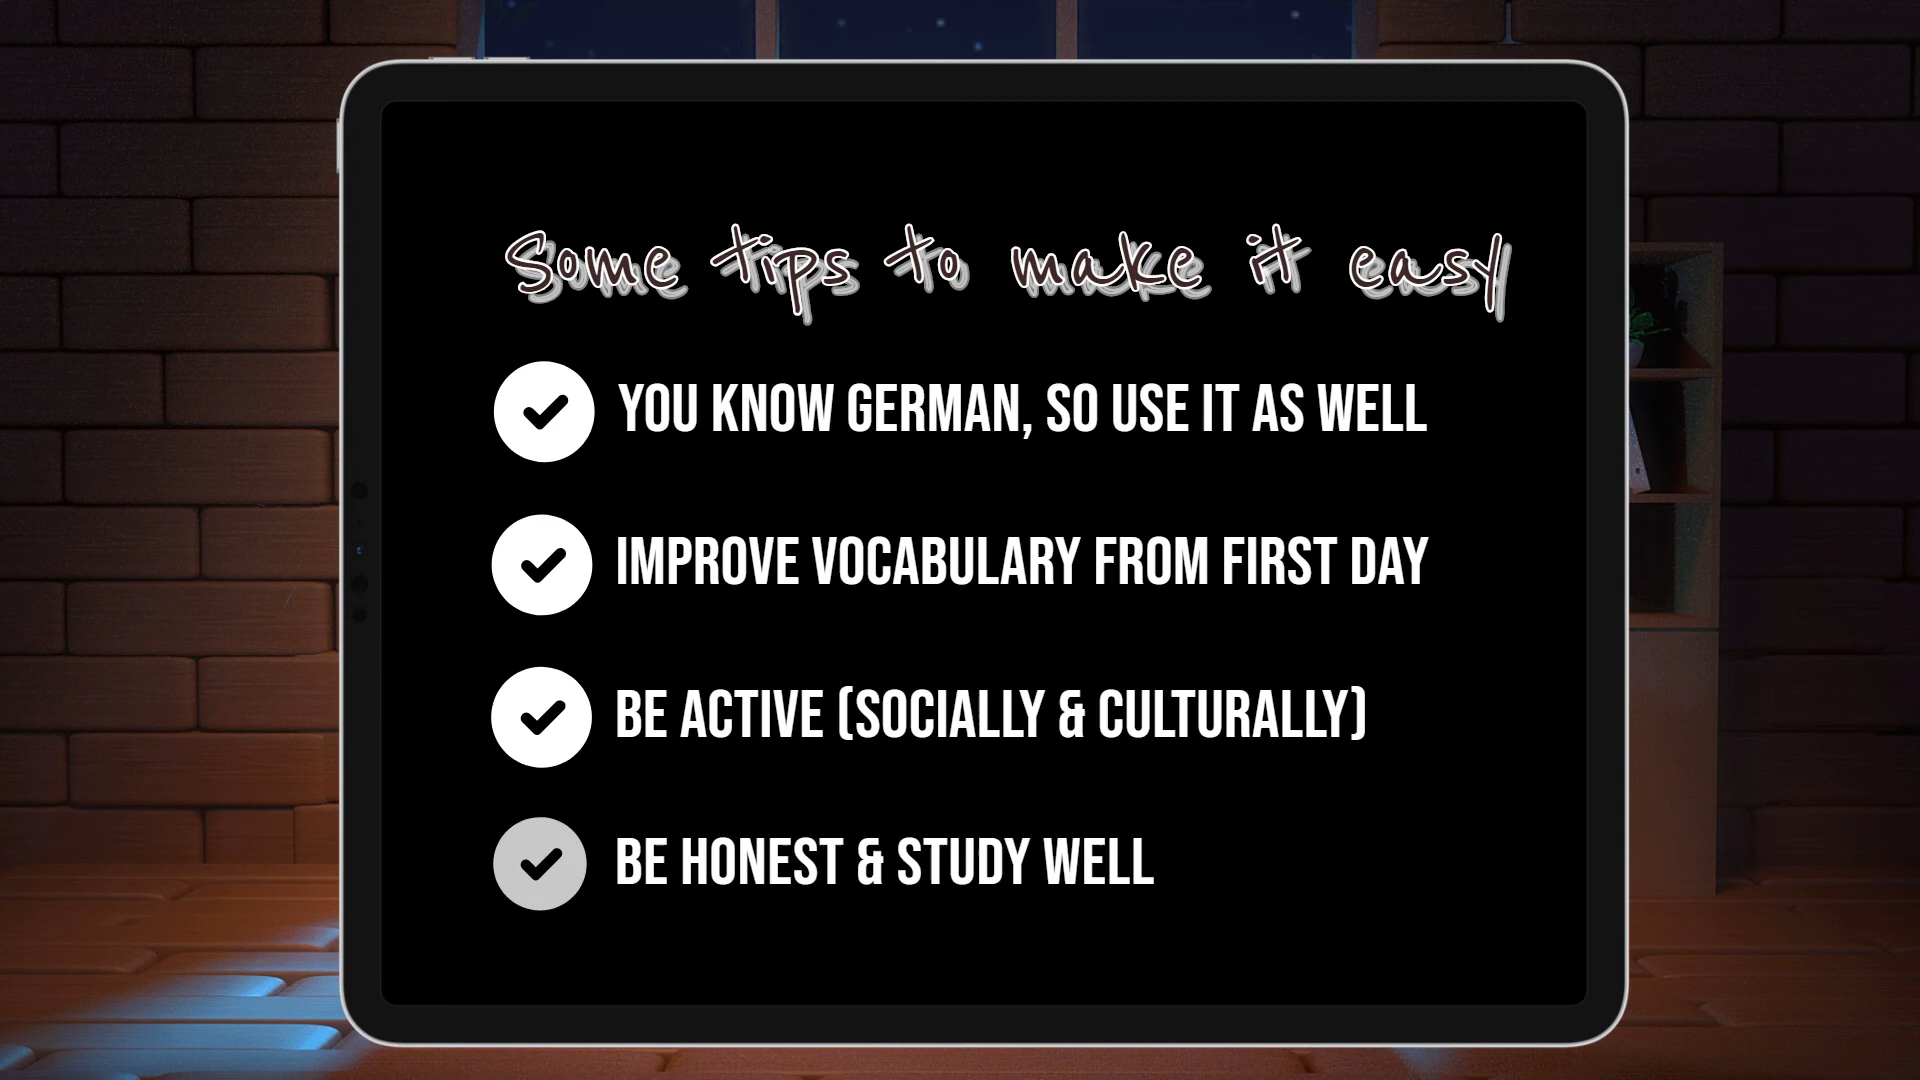 Some tips to make it easy
YOU KNOW GERMAN, SO USE IT AS WELL
IMPROVE VOCABULARY FROM FIRST DAY
BE ACTIVE (SOCIALLY & CULTURALLY)
BE HONEST & STUDY WELL